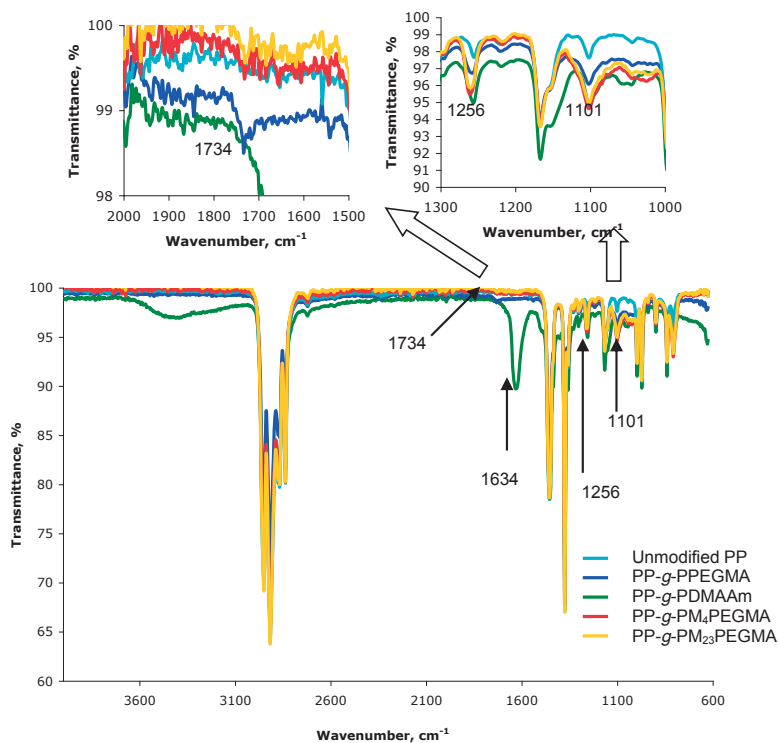 100
99
98
Transmittance, %
1734
2000 1900 1800 1700 1600 1500
Wavenumber, cm⁻¹
100
99
98
97
96
95
94
93
92
91
90
Transmittance, %
1256
1101
1300 1200 1100 1000
Wavenumber, cm⁻¹
100
95
90
85
80
75
70
65
60
Transmittance, %
1734
1634
1256
1101
Unmodified PP
PP-g-PPEGMA
PP-g-PDMAAm
PP-g-PM₄PEGMA
PP-g-PM₂₃PEGMA
3600 3100 2600 2100 1600 1100 600
Wavenumber, cm⁻¹